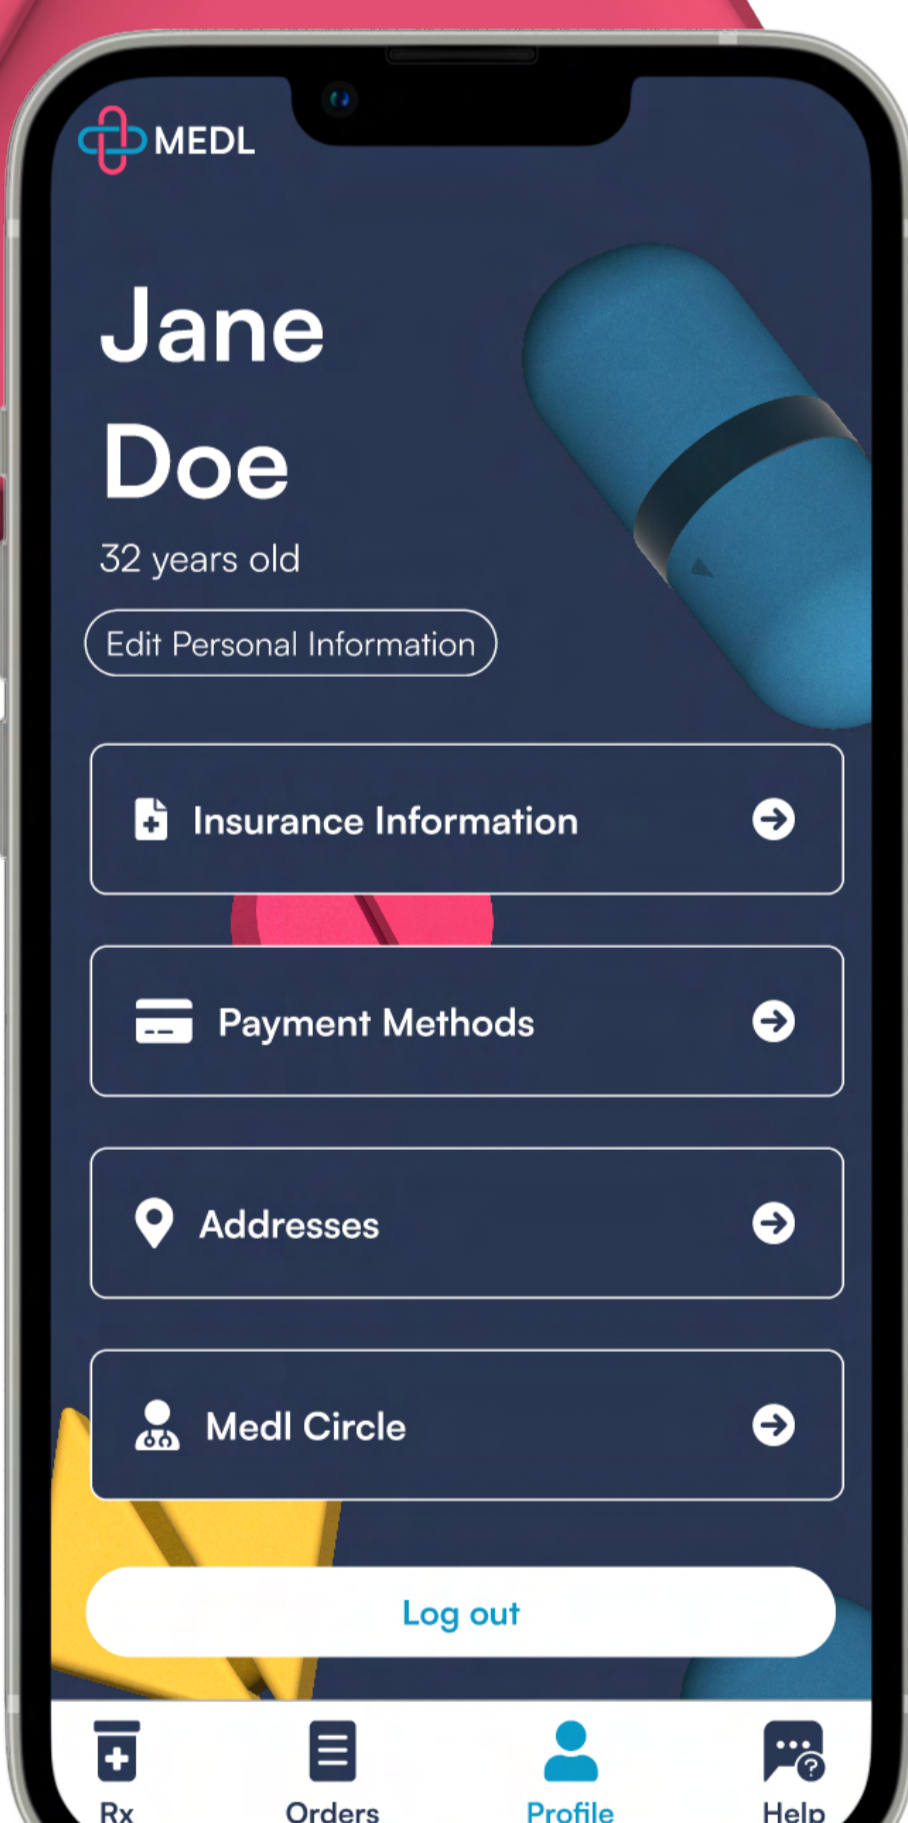 MEDL
Jane
Doe
32 years old
Edit Personal Information
Insurance Information
Payment Methods
Addresses
Medl Circle
Log out
Rx
Orders
Profile
Help